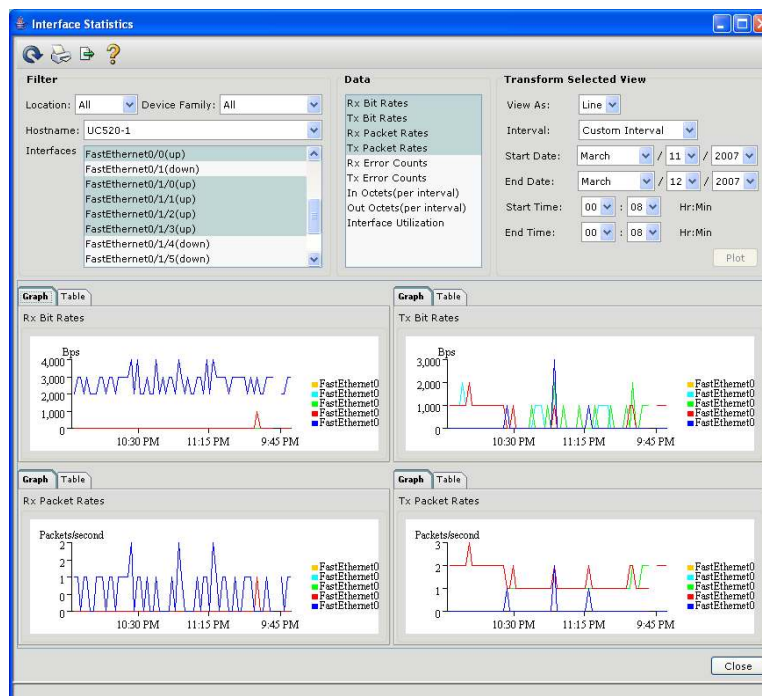 Interface Statistics
Filter
Location: All Device Family: All
Hostname: UC520-1
Interfaces
FastEthernet0/0(up)
FastEthernet0/1(down)
FastEthernet0/1/0(up)
FastEthernet0/1/1(up)
FastEthernet0/1/2(up)
FastEthernet0/1/3(up)
FastEthernet0/1/4(down)
FastEthernet0/1/5(down)
Data
Rx Bit Rates
Tx Bit Rates
Rx Packet Rates
Tx Packet Rates
Rx Error Counts
Tx Error Counts
In Octets(per interval)
Out Octets(per interval)
Interface Utilization
Transform Selected View
View As: Line
Interval: Custom Interval
Start Date: March / 11 / 2007
End Date: March / 12 / 2007
Start Time: 00 : 08 Hr:Min
End Time: 00 : 08 Hr:Min
Plot
Graph Table
Rx Bit Rates
Bps
4,000
3,000
2,000
1,000
0
10:30 PM 11:15 PM 9:45 PM
FastEthernet0
FastEthernet0
FastEthernet0
FastEthernet0
FastEthernet0
Graph Table
Tx Bit Rates
Bps
3,000
2,000
1,000
0
10:30 PM 11:15 PM 9:45 PM
FastEthernet0
FastEthernet0
FastEthernet0
FastEthernet0
FastEthernet0
Graph Table
Rx Packet Rates
Packets/second
2
2
1
1
0
10:30 PM 11:15 PM 9:45 PM
FastEthernet0
FastEthernet0
FastEthernet0
FastEthernet0
FastEthernet0
Graph Table
Tx Packet Rates
Packets/second
3
2
1
0
10:30 PM 11:15 PM 9:45 PM
FastEthernet0
FastEthernet0
FastEthernet0
FastEthernet0
FastEthernet0
Close